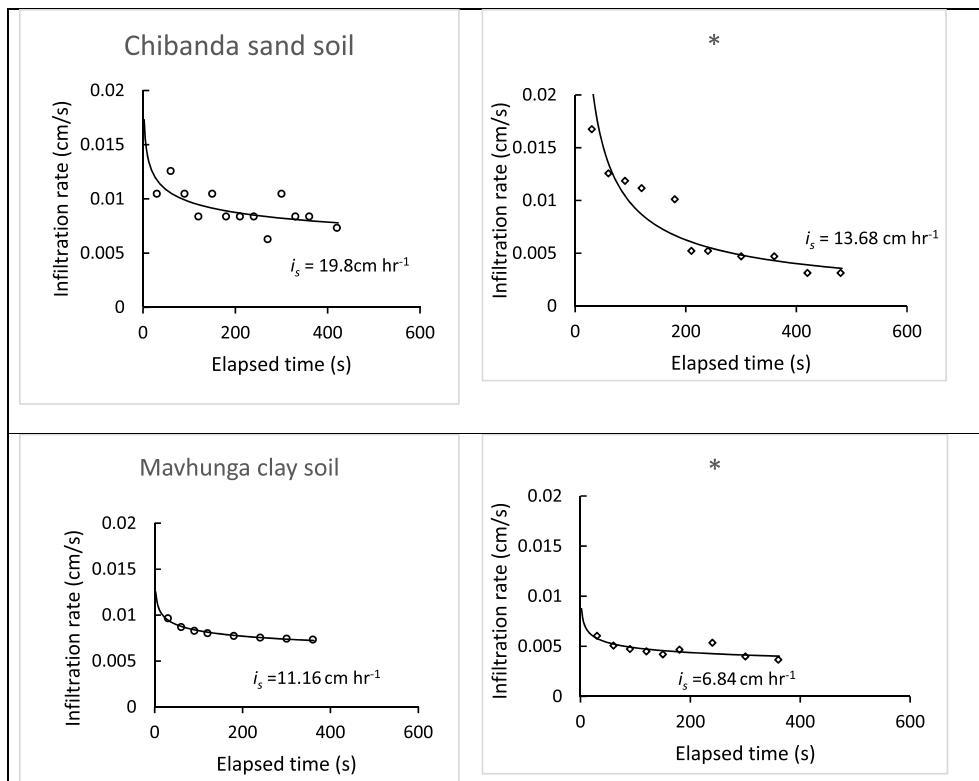 Chibanda sand soil
Infiltration rate (cm/s)
0.02
0.015
0.01
0.005
0
i_s = 19.8cm hr⁻¹
0 200 400 600
Elapsed time (s)
*
Infiltration rate (cm/s)
0.02
0.015
0.01
0.005
0
i_s = 13.68 cm hr⁻¹
0 200 400 600
Elapsed time (s)
Mavhunga clay soil
Infiltration rate (cm/s)
0.02
0.015
0.01
0.005
0
i_s =11.16 cm hr⁻¹
0 200 400 600
Elapsed time (s)
*
Infiltration rate (cm/s)
0.02
0.015
0.01
0.005
0
i_s =6.84 cm hr⁻¹
0 200 400 600
Elapsed time (s)